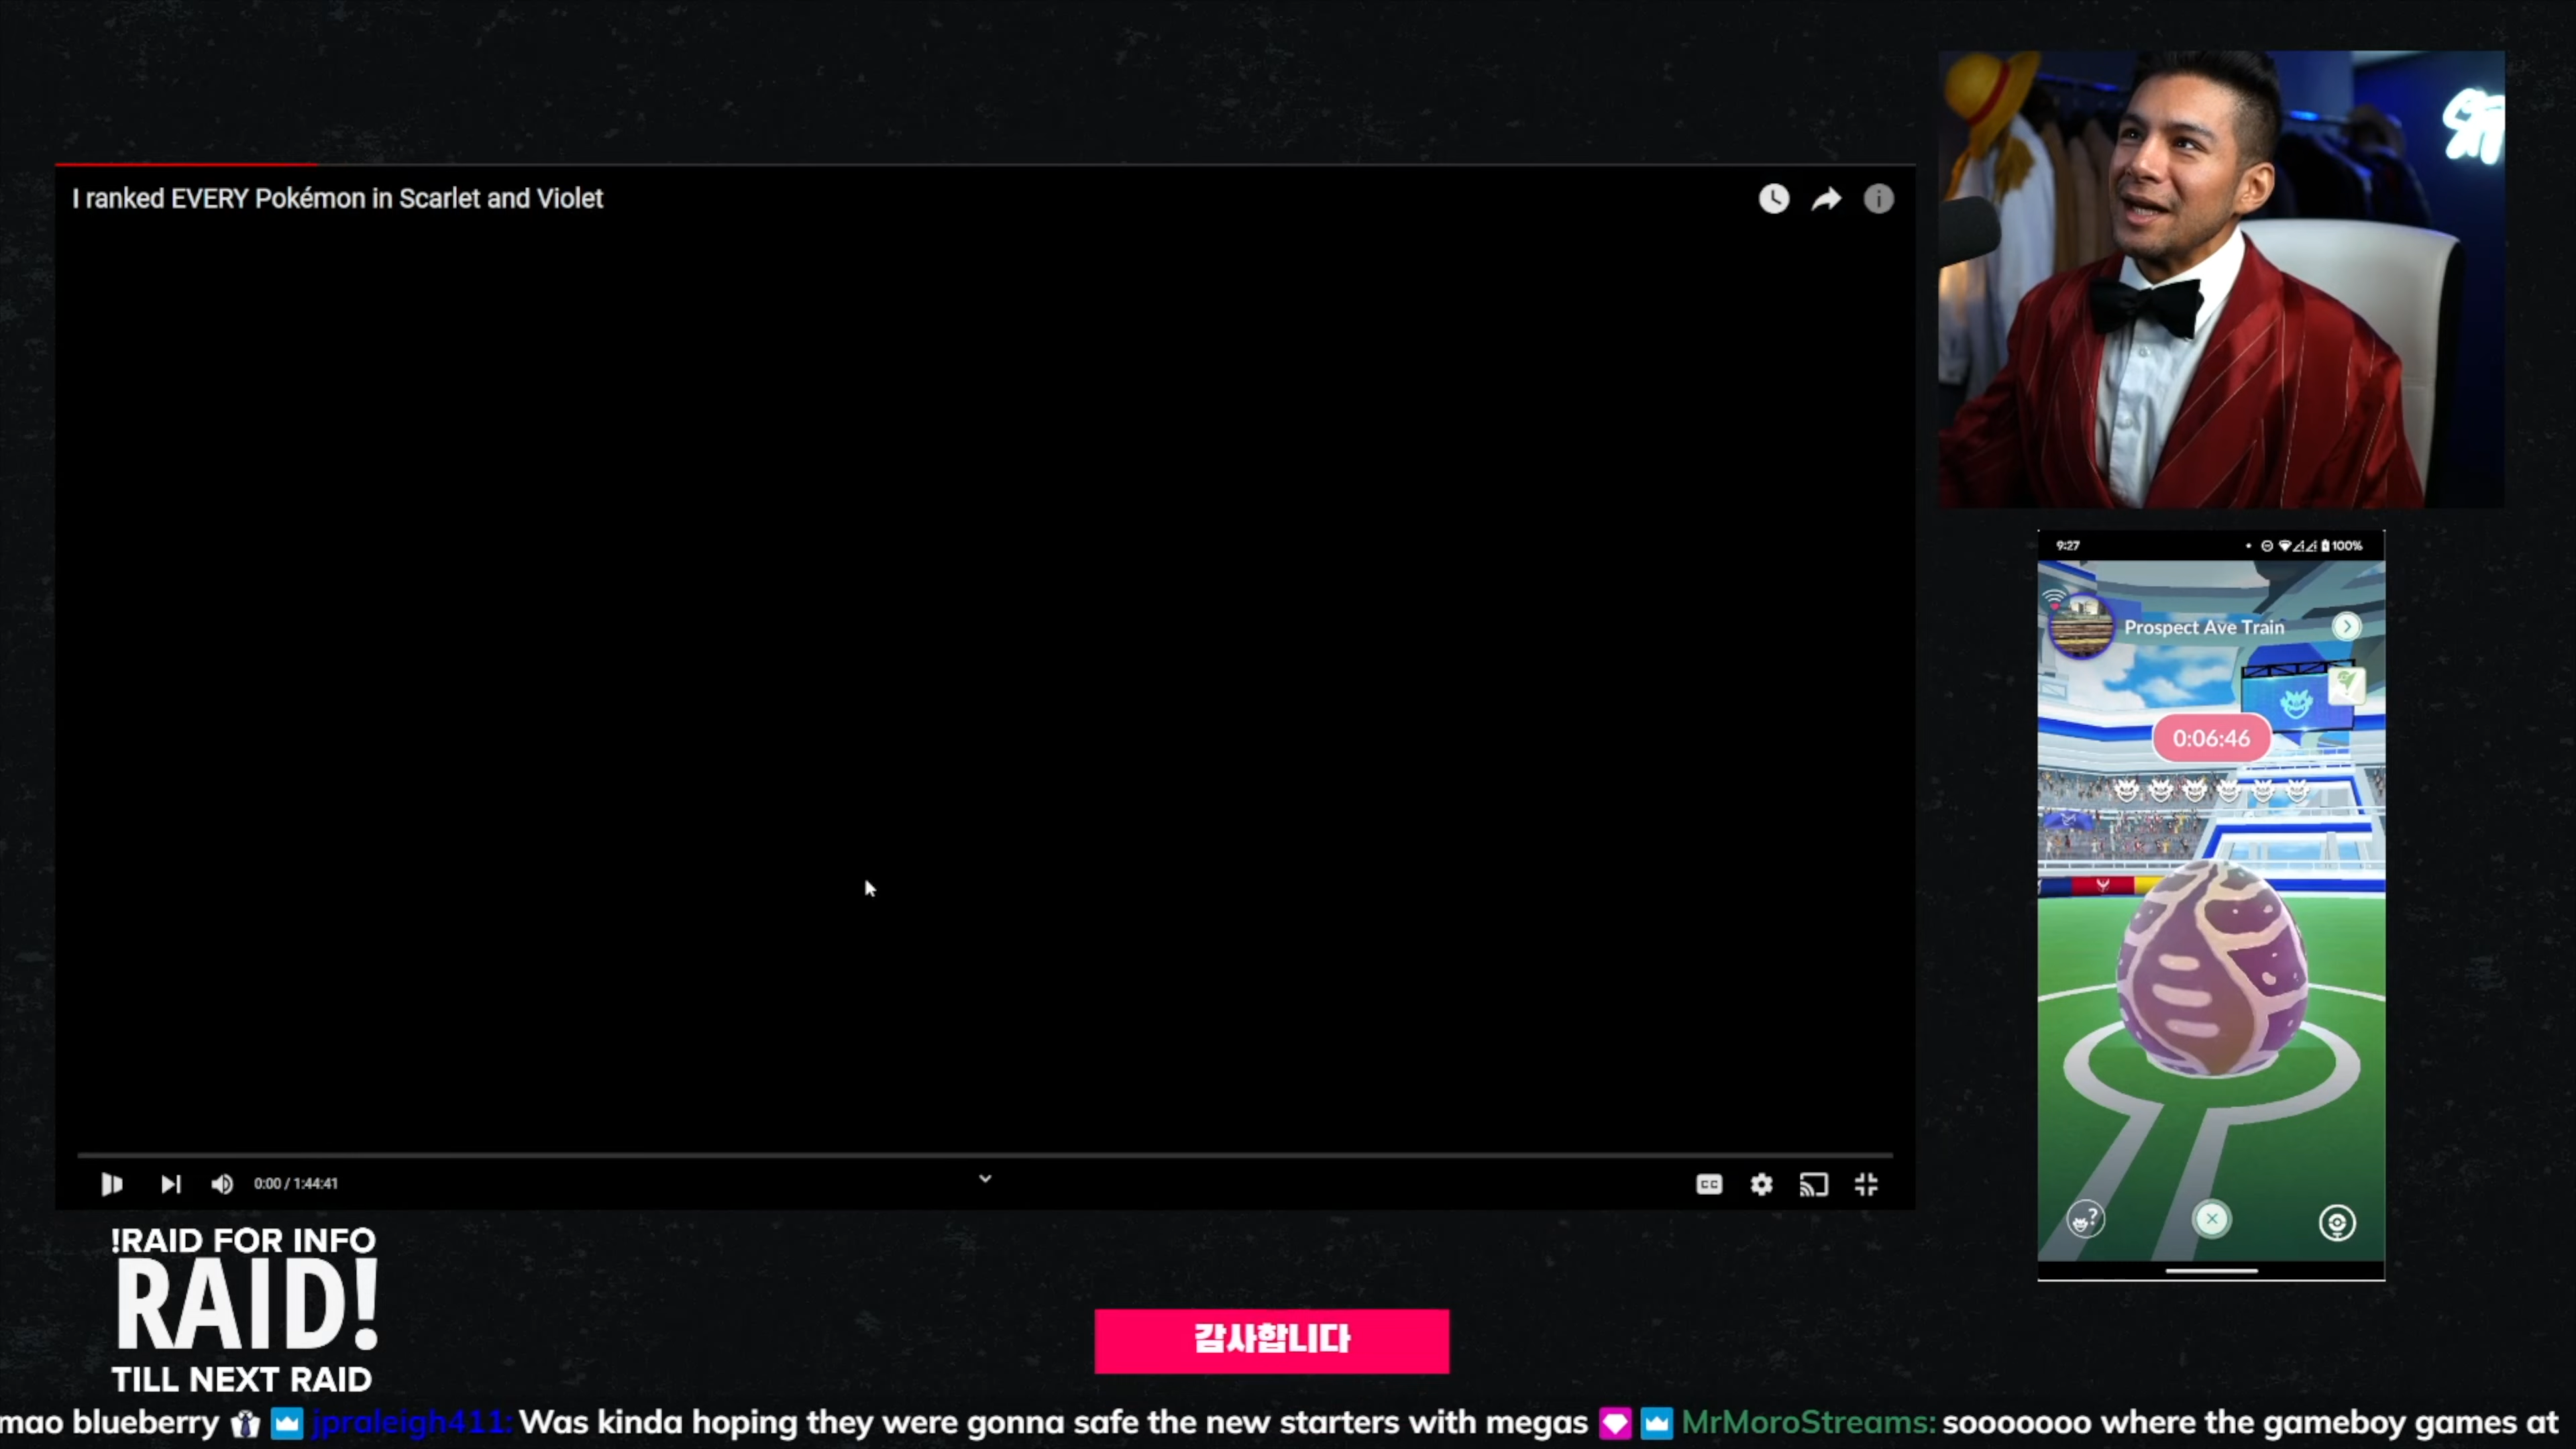 I ranked EVERY Pokémon in Scarlet and Violet
9:27
100%
Prospect Ave Train
0:06:46
0:00 / 1:44:41
CC
!RAID FOR INFO
RAID!
TILL NEXT RAID
감사합니다
mao blueberry jpraleigh411: Was kinda hoping they were gonna safe the new starters with megas MrMoroStreams: sooooooo where the gameboy games at